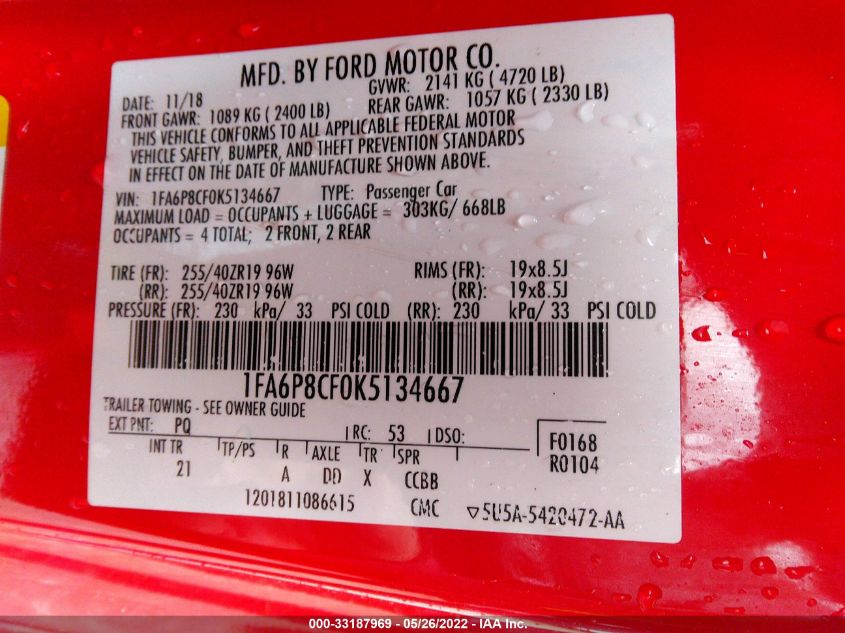 MFD. BY FORD MOTOR CO.
DATE: 11/18 GVWR: 2141 KG ( 4720 LB)
FRONT GAWR: 1089 KG ( 2400 LB) REAR GAWR: 1057 KG ( 2330 LB)
THIS VEHICLE CONFORMS TO ALL APPLICABLE FEDERAL MOTOR
VEHICLE SAFETY, BUMPER, AND THEFT PREVENTION STANDARDS
IN EFFECT ON THE DATE OF MANUFACTURE SHOWN ABOVE.
VIN: 1FA6P8CF0K5134667 TYPE: Passenger Car
MAXIMUM LOAD = OCCUPANTS + LUGGAGE = 303KG/ 668LB
OCCUPANTS = 4 TOTAL; 2 FRONT, 2 REAR
TIRE (FR): 255/40ZR19 96W RIMS (FR): 19x8.5J
(RR): 255/40ZR19 96W (RR): 19x8.5J
PRESSURE (FR): 230 kPa/ 33 PSI COLD (RR): 230 kPa/ 33 PSI COLD
1FA6P8CF0K5134667
TRAILER TOWING - SEE OWNER GUIDE
EXT PNT: PQ RC: 53 DSO: F0168
INT TR TP/PS R AXLE TR SPR R0104
21 A DD X CCBB
1201811086615 CMC ▽5U5A-5420472-AA
000-33187969 - 05/26/2022 - IAA Inc.